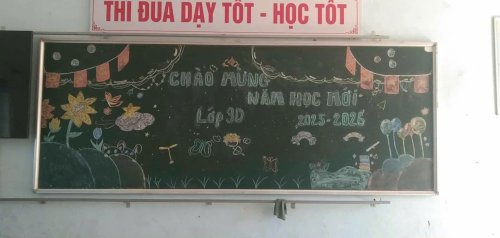 THI ĐUA DẠY TỐT - HỌC TỐT
CHÀO MỪNG
NĂM HỌC MỚI
Lớp 3D
2025-2026